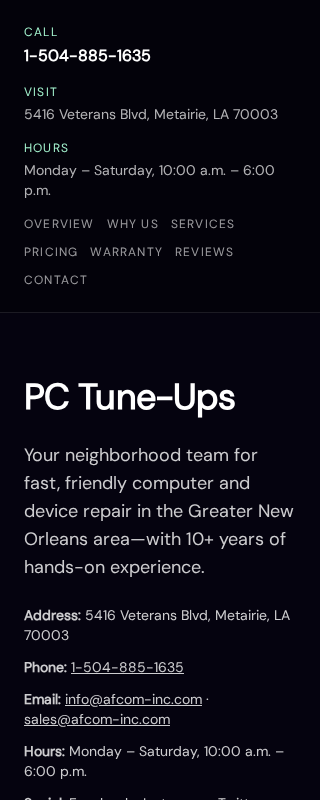 CALL
1-504-885-1635
VISIT
5416 Veterans Blvd, Metairie, LA 70003
HOURS
Monday – Saturday, 10:00 a.m. – 6:00
p.m.
OVERVIEW WHY US SERVICES
PRICING WARRANTY REVIEWS
CONTACT
PC Tune-Ups
Your neighborhood team for
fast, friendly computer and
device repair in the Greater New
Orleans area—with 10+ years of
hands-on experience.
Address: 5416 Veterans Blvd, Metairie, LA
70003
Phone: 1-504-885-1635
Email: info@afcom-inc.com ·
sales@afcom-inc.com
Hours: Monday – Saturday, 10:00 a.m. –
6:00 p.m.